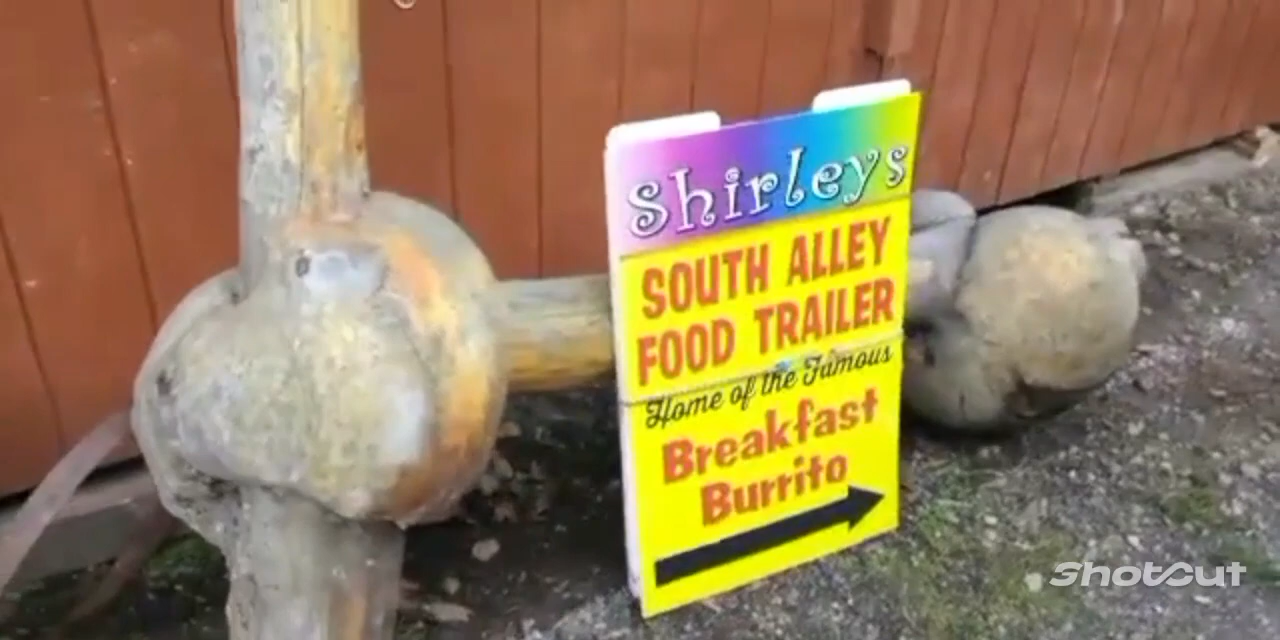 Shirleys
SOUTH ALLEY
FOOD TRAILER
Home of the Famous
Breakfast
Burrito
SHOTCUT